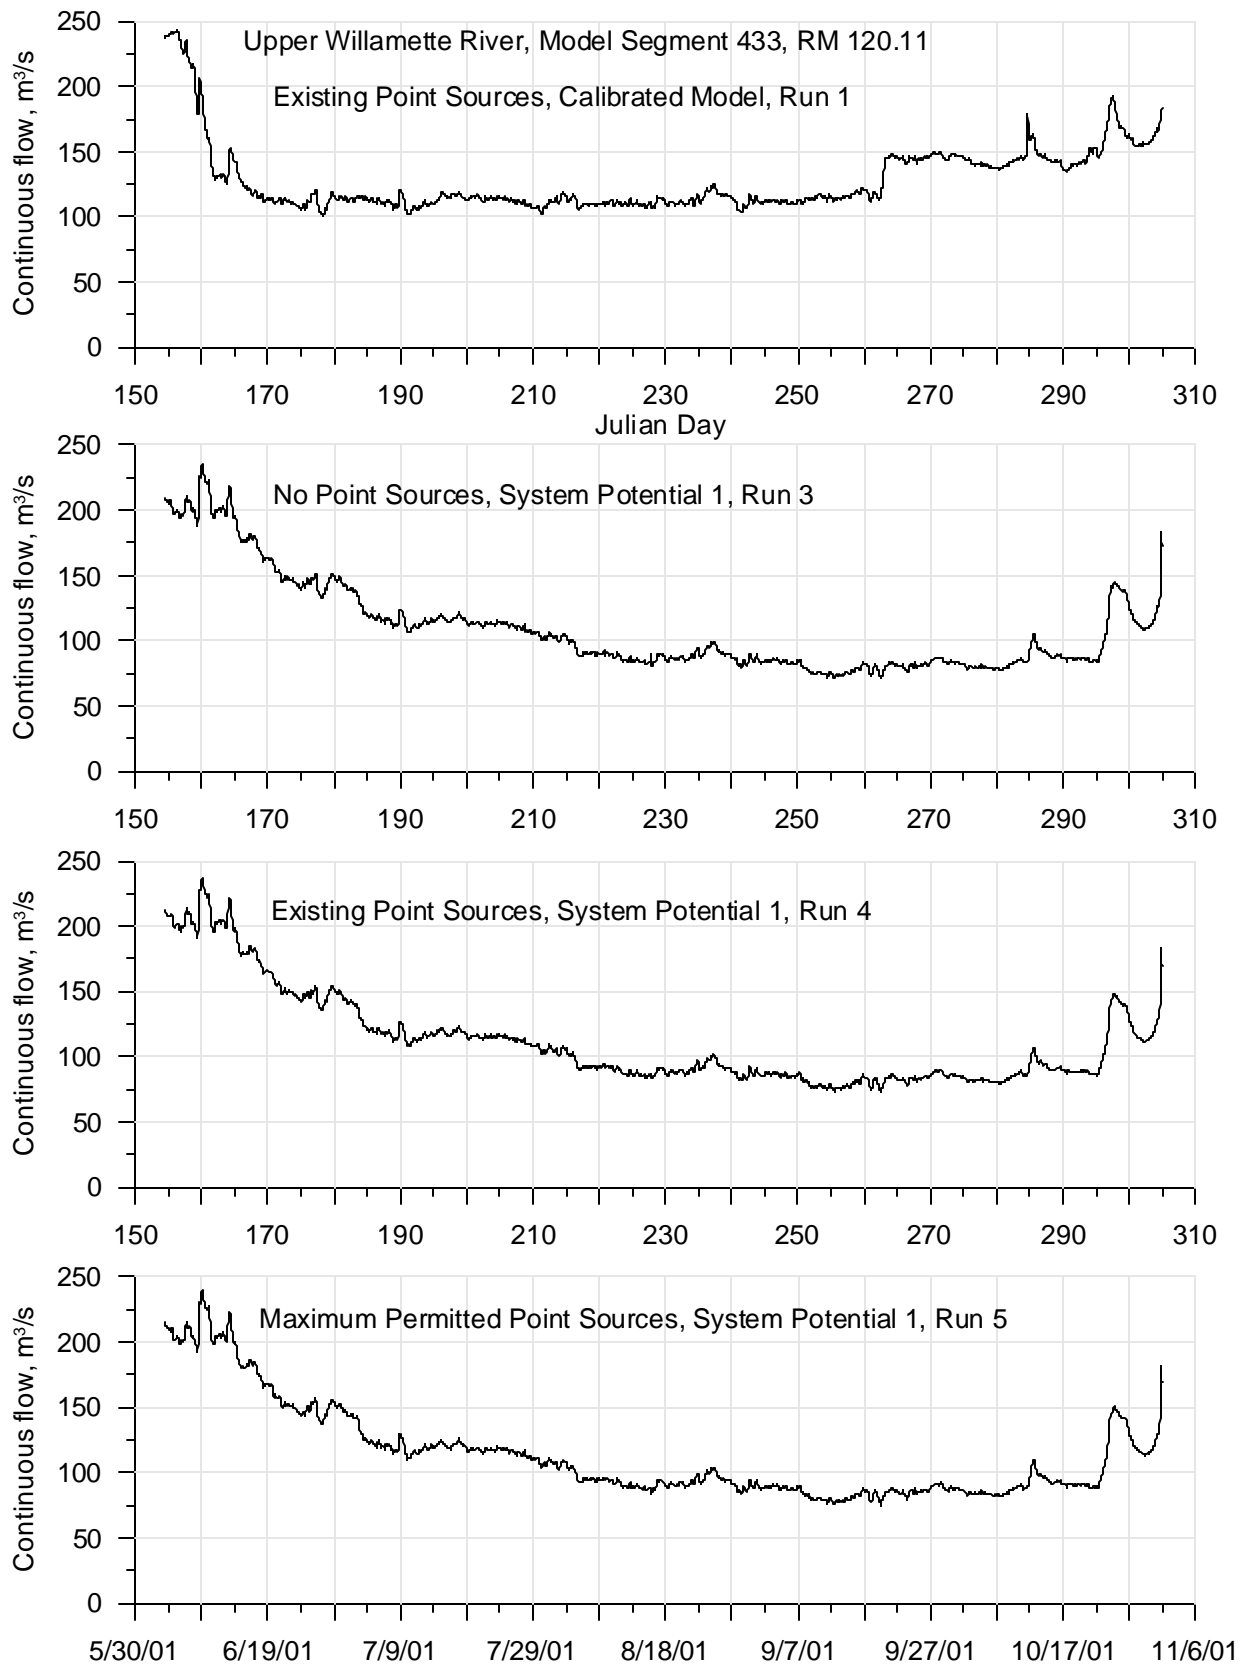 Continuous flow, m³/s
250
200
150
100
50
0
Upper Willamette River, Model Segment 433, RM 120.11
Existing Point Sources, Calibrated Model, Run 1
150 170 190 210 230 250 270 290 310
Julian Day
Continuous flow, m³/s
250
200
150
100
50
0
No Point Sources, System Potential 1, Run 3
150 170 190 210 230 250 270 290 310
Continuous flow, m³/s
250
200
150
100
50
0
Existing Point Sources, System Potential 1, Run 4
150 170 190 210 230 250 270 290 310
Continuous flow, m³/s
250
200
150
100
50
0
Maximum Permitted Point Sources, System Potential 1, Run 5
5/30/01 6/19/01 7/9/01 7/29/01 8/18/01 9/7/01 9/27/01 10/17/01 11/6/01